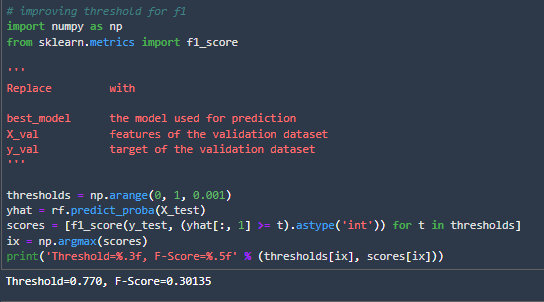 # improving threshold for f1
import numpy as np
from sklearn.metrics import f1_score
'''
Replace with
best_model the model used for prediction
X_val features of the validation dataset
y_val target of the validation dataset
'''
thresholds = np.arange(0, 1, 0.001)
yhat = rf.predict_proba(X_test)
scores = [f1_score(y_test, (yhat[:, 1] >= t).astype('int')) for t in thresholds]
ix = np.argmax(scores)
print('Threshold=%.3f, F-Score=%.5f' % (thresholds[ix], scores[ix]))
Threshold=0.770, F-Score=0.30135